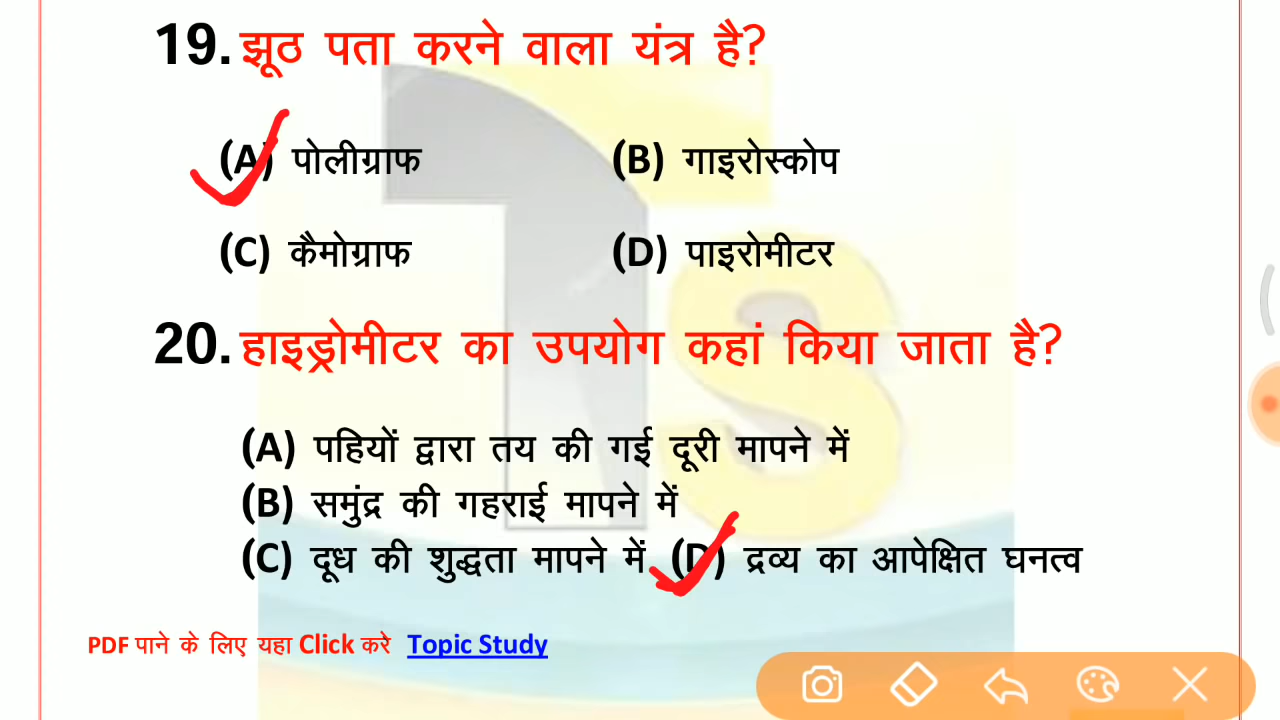 19. झूठ पता करने वाला यंत्र है?
(A) पोलीग्राफ (B) गाइरोस्कोप
(C) कैमोग्राफ (D) पाइरोमीटर
20. हाइड्रोमीटर का उपयोग कहां किया जाता है?
(A) पहियों द्वारा तय की गई दूरी मापने में
(B) समुंद्र की गहराई मापने में
(C) दूध की शुद्धता मापने में (D) द्रव्य का आपेक्षित घनत्व
PDF पाने के लिए यहा Click करे Topic Study